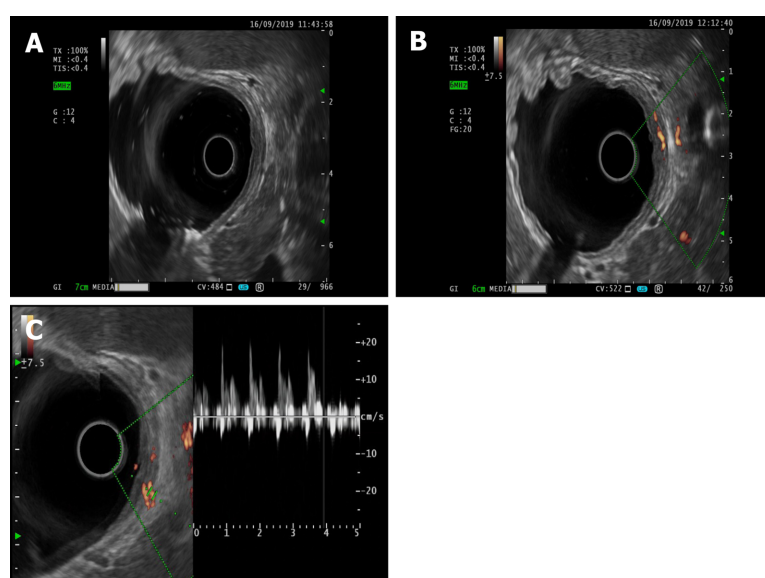 A
16/09/2019 11:43:58
TX :100%
MI :<0.4
TIS:<0.4
6MHz
G :12
C : 4
0
2
4
6
GI 7cm MEDIA CV:484 US R 29/ 966
B
16/09/2019 12:12:40
TX :100%
MI :<0.4
TIS:<0.4
±7.5
6MHz
G :12
C : 4
FG:20
0
1
2
3
4
5
6
GI 6cm MEDIA CV:522 US R 42/ 250
C
±7.5
+20
+10
cm/s
-10
-20
0 1 2 3 4 5